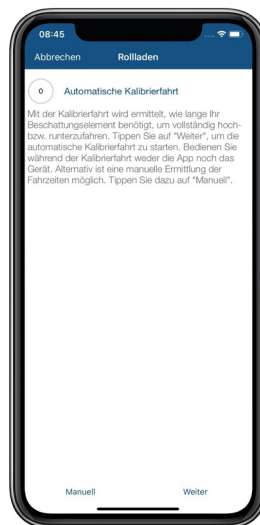 08:45
Abbrechen Rollladen
0 Automatische Kalibrierfahrt
Mit der Kalibrierfahrt wird ermittelt, wie lange Ihr
Beschattungselement benötigt, um vollständig hoch-
bzw. runterzufahren. Tippen Sie auf "Weiter", um die
automatische Kalibrierfahrt zu starten. Bedienen Sie
während der Kalibrierfahrt weder die App noch das
Gerät. Alternativ ist eine manuelle Ermittlung der
Fahrzeiten möglich. Tippen Sie dazu auf "Manuell".
Manuell Weiter